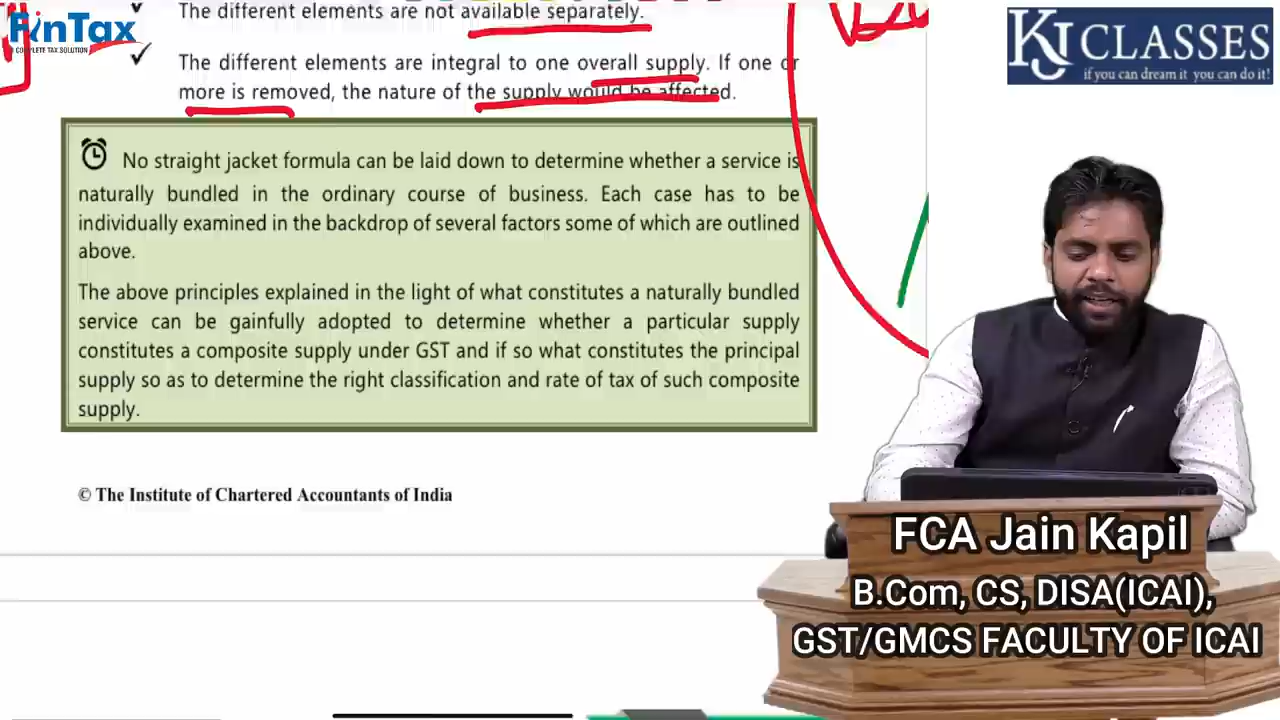 The different elements are not available separately.
FinTax
COMPLETE TAX SOLUTION
The different elements are integral to one overall supply. If one or
more is removed, the nature of the supply would be affected.
KJ CLASSES
if you can dream it you can do it!
No straight jacket formula can be laid down to determine whether a service is
naturally bundled in the ordinary course of business. Each case has to be
individually examined in the backdrop of several factors some of which are outlined
above.
The above principles explained in the light of what constitutes a naturally bundled
service can be gainfully adopted to determine whether a particular supply
constitutes a composite supply under GST and if so what constitutes the principal
supply so as to determine the right classification and rate of tax of such composite
supply.
© The Institute of Chartered Accountants of India
FCA Jain Kapil
B.Com, CS, DISA(ICAI),
GST/GMCS FACULTY OF ICAI